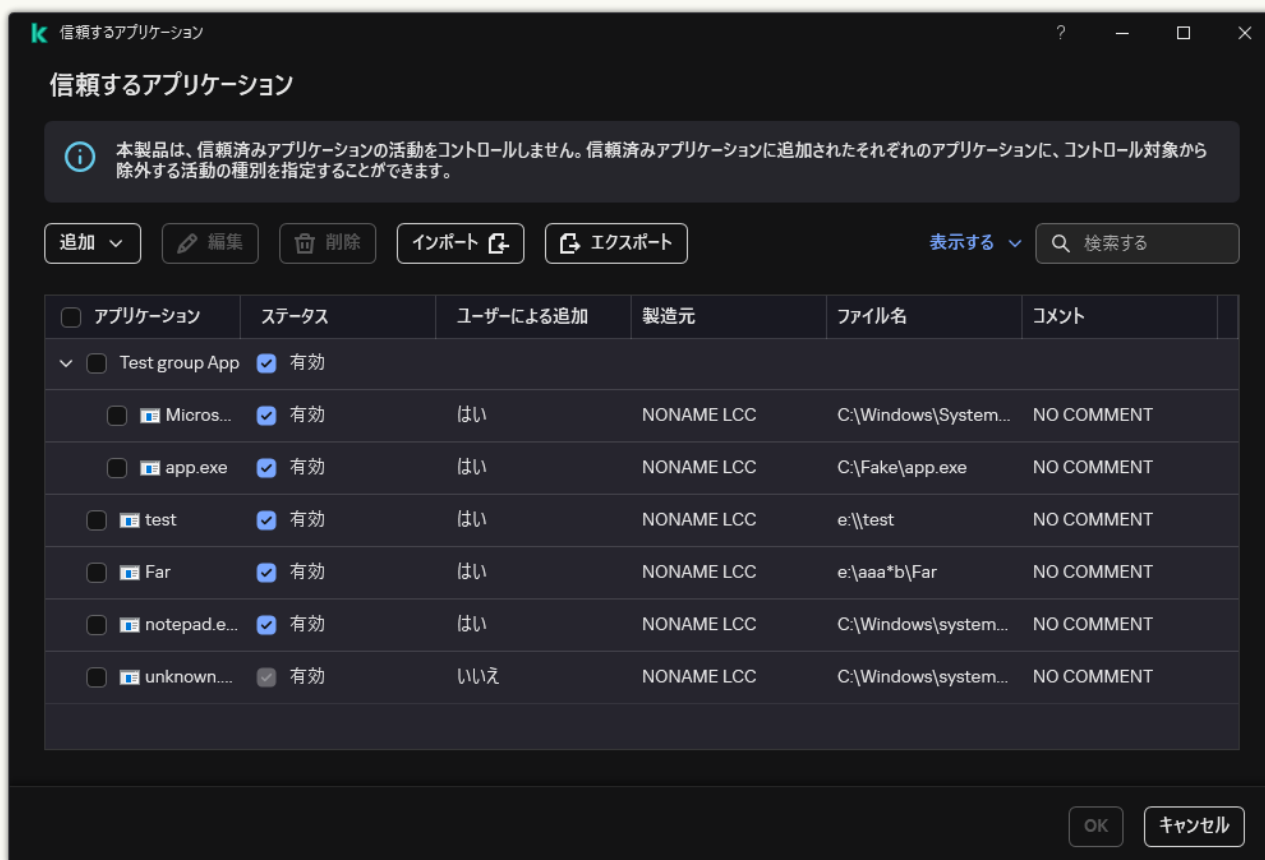 信頼するアプリケーション
?
信頼するアプリケーション
本製品は、信頼済みアプリケーションの活動をコントロールしません。信頼済みアプリケーションに追加されたそれぞれのアプリケーションに、コントロール対象から
除外する活動の種別を指定することができます。
追加 編集 削除 インポート エクスポート 表示する 検索する
アプリケーション ステータス ユーザーによる追加 製造元 ファイル名 コメント
Test group App 有効
Micros... 有効 はい NONAME LCC C:\Windows\System... NO COMMENT
app.exe 有効 はい NONAME LCC C:\Fake\app.exe NO COMMENT
test 有効 はい NONAME LCC e:\\test NO COMMENT
Far 有効 はい NONAME LCC e:\aaa*b\Far NO COMMENT
notepad.e... 有効 はい NONAME LCC C:\Windows\system... NO COMMENT
unknown.... 有効 いいえ NONAME LCC C:\Windows\system... NO COMMENT
OK キャンセル